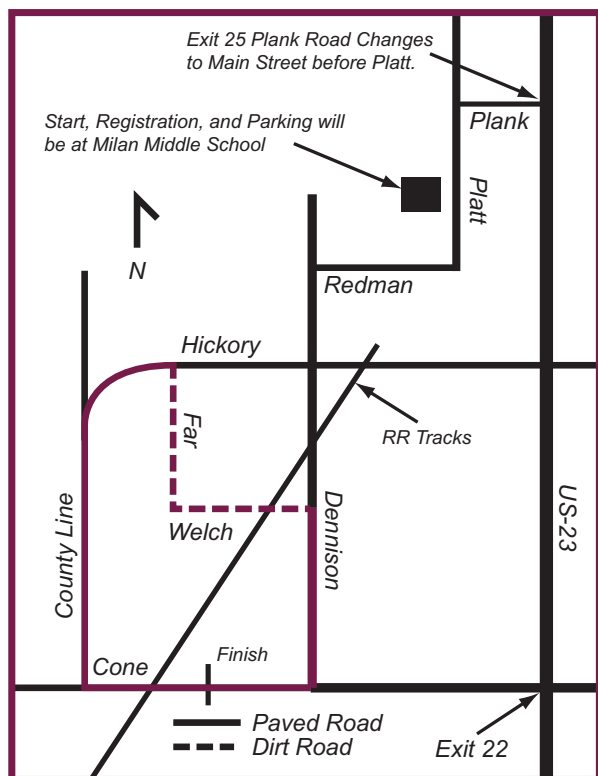 Exit 25 Plank Road Changes
to Main Street before Platt.
Plank
Start, Registration, and Parking will
be at Milan Middle School
Platt
N
Redman
Hickory
Far
RR Tracks
Welch
Dennison
US-23
County Line
Cone
Finish
Paved Road
Dirt Road
Exit 22